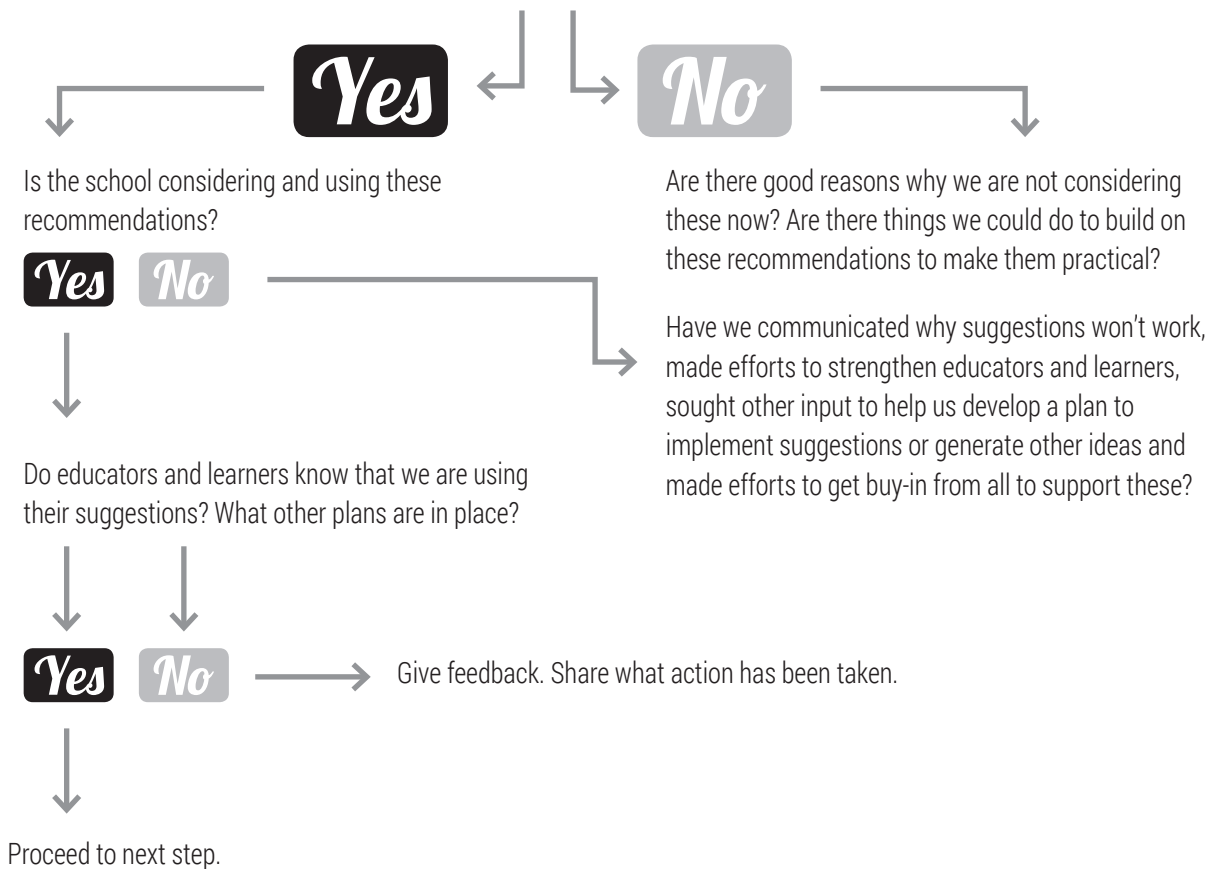 Yes No
Is the school considering and using these
recommendations?
Yes No
Are there good reasons why we are not considering
these now? Are there things we could do to build on
these recommendations to make them practical?
Have we communicated why suggestions won’t work,
made efforts to strengthen educators and learners,
sought other input to help us develop a plan to
implement suggestions or generate other ideas and
made efforts to get buy-in from all to support these?
Do educators and learners know that we are using
their suggestions? What other plans are in place?
Yes No
Give feedback. Share what action has been taken.
Proceed to next step.